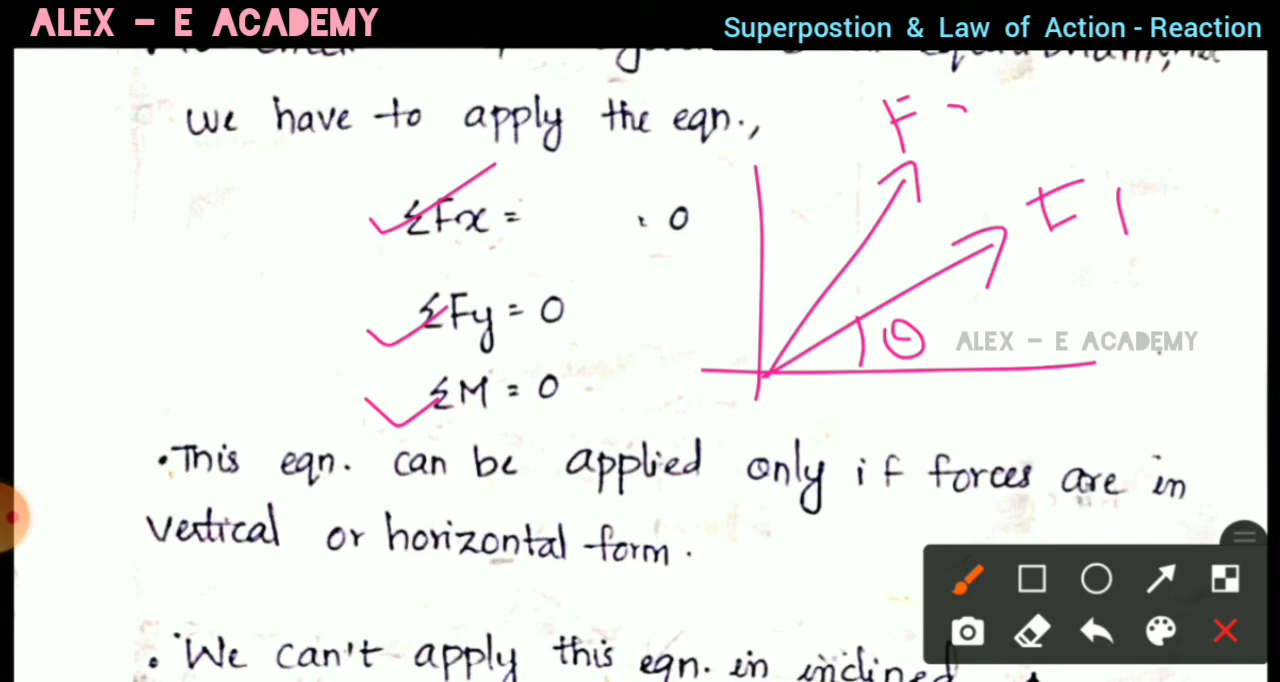 ALEX - E ACADEMY
Superpostion & Law of Action - Reaction
we have to apply the eqn.,
F
ΣFx = 0
F1
ΣFy = 0
θ
ALEX - E ACADEMY
ΣM = 0
• This eqn. can be applied only if forces are in
vertical or horizontal form.
• We can't apply this eqn. in inclined